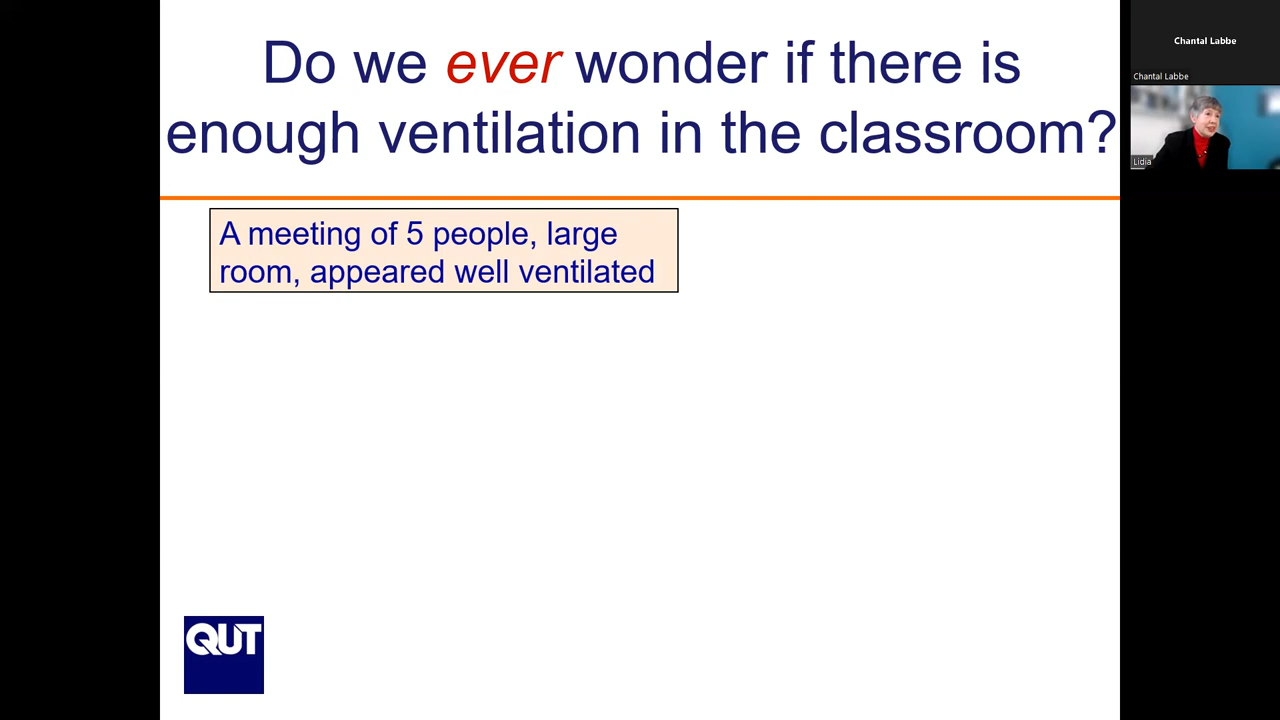 Do we ever wonder if there is
enough ventilation in the classroom?
A meeting of 5 people, large
room, appeared well ventilated
QUT
Chantal Labbe
Chantal Labbe
Lidia